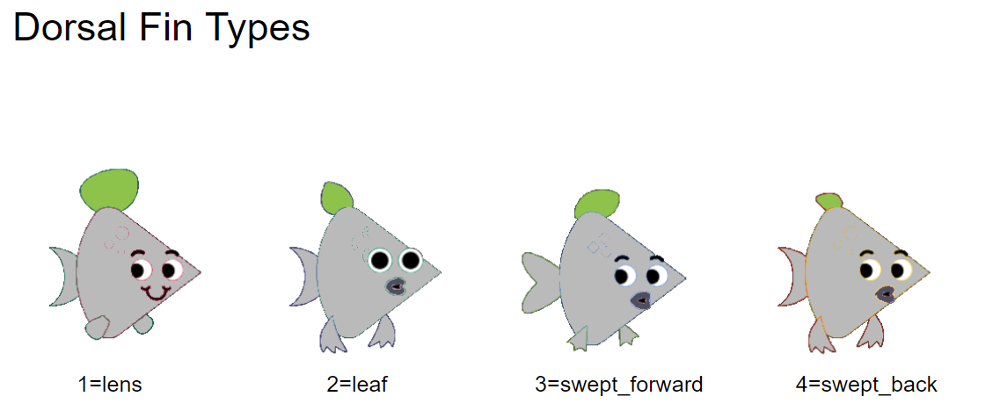 Dorsal Fin Types
1=lens
2=leaf
3=swept_forward
4=swept_back